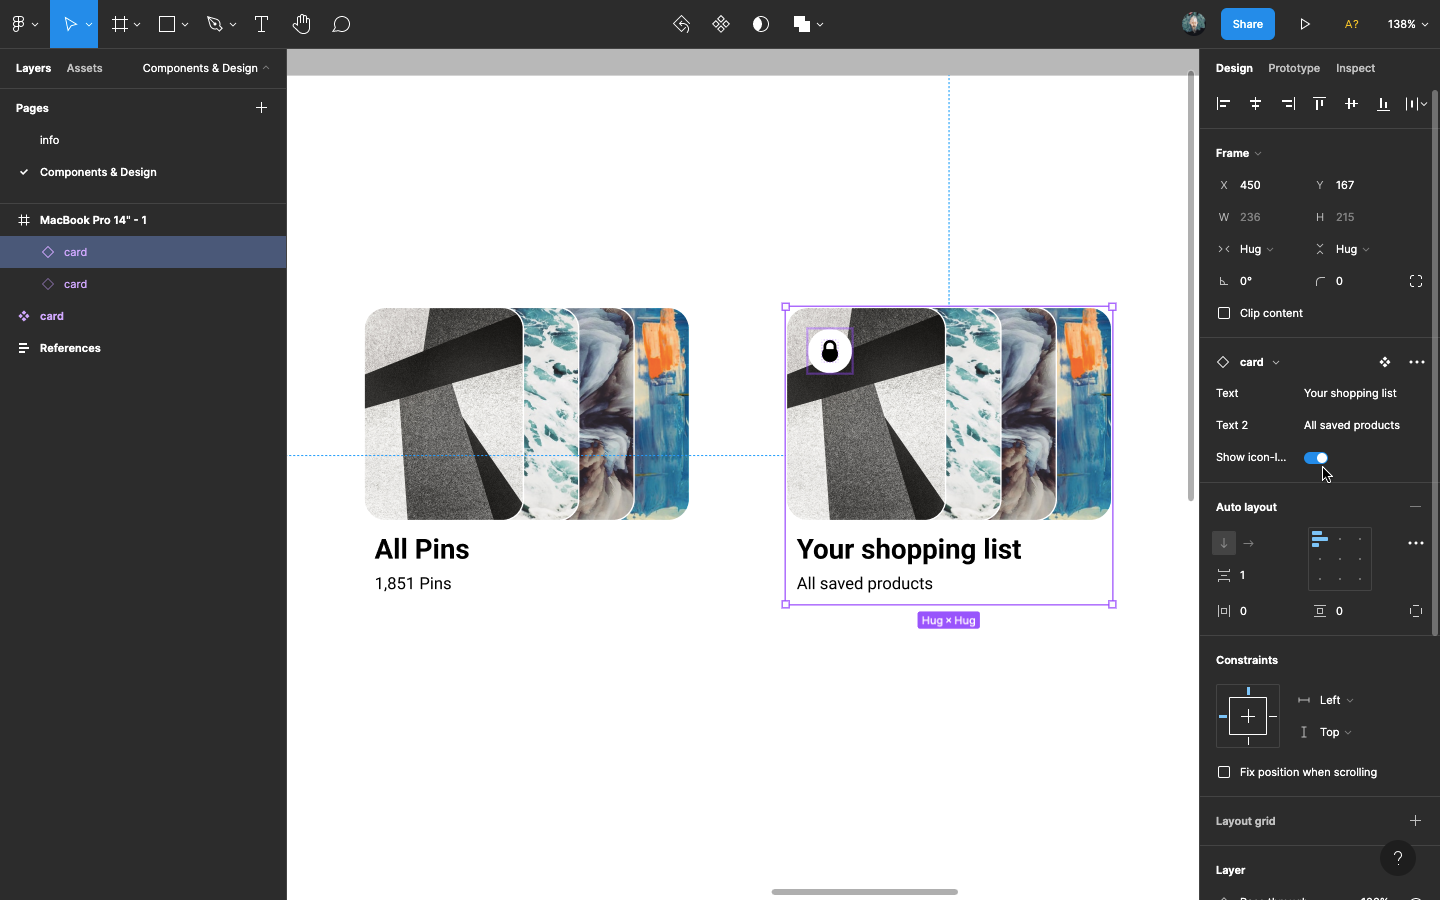 Share
A?
138%
Layers
Assets
Components & Design
Pages
info
Components & Design
MacBook Pro 14" - 1
card
card
card
References
All Pins
1,851 Pins
Your shopping list
All saved products
Hug × Hug
Design
Prototype
Inspect
Frame
X 450
Y 167
W 236
H 215
Hug
Hug
0°
0
Clip content
card
Text
Your shopping list
Text 2
All saved products
Show icon-l...
Auto layout
1
0
0
Constraints
Left
Top
Fix position when scrolling
Layout grid
?
Layer